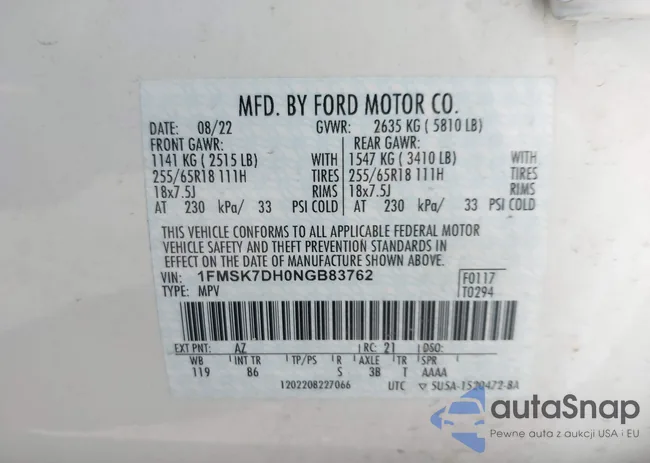 MFD. BY FORD MOTOR CO.
DATE: 08/22 GVWR: 2635 KG ( 5810 LB)
FRONT GAWR: REAR GAWR:
1141 KG ( 2515 LB) WITH 1547 KG ( 3410 LB) WITH
255/65R18 111H TIRES 255/65R18 111H TIRES
18x7.5J RIMS 18x7.5J RIMS
AT 230 kPa/ 33 PSI COLD AT 230 kPa/ 33 PSI COLD
THIS VEHICLE CONFORMS TO ALL APPLICABLE FEDERAL MOTOR
VEHICLE SAFETY AND THEFT PREVENTION STANDARDS IN
EFFECT ON THE DATE OF MANUFACTURE SHOWN ABOVE.
VIN: 1FMSK7DH0NGB83762 F0117
TYPE: MPV T0294
EXT PNT: AZ RC: 21 DSO:
WB INT TR TP/PS R AXLE TR SPR
119 86 S 3B T AAAA
1202208227066 UTC ▽ SUSA-1520472-BA
autaSnap
Pewne auta z aukcji USA i EU